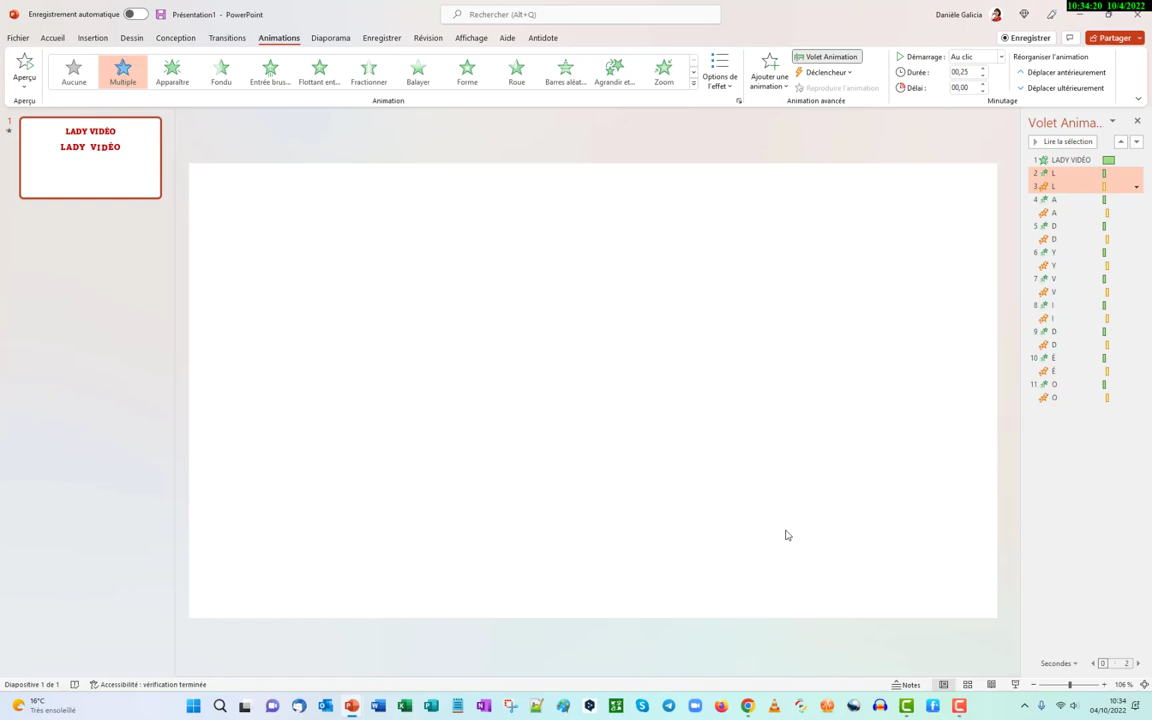 10:34:20 10/4/2022
Enregistrement automatique
Présentation1 - PowerPoint
Rechercher (Alt+Q)
Danièle Galicia
Fichier Accueil Insertion Dessin Conception Transitions Animations Diaporama Enregistrer Révision Affichage Aide Antidote
Enregistrer
Partager
Aperçu
Aucune Multiple Apparaître Fondu Entrée brus... Flottant ent... Fractionner Balayer Forme Roue Barres aléat... Agrandir et... Zoom
Options de l'effet
Ajouter une animation
Volet Animation
Déclencheur
Reproduire l'animation
Démarrage : Au clic
Durée : 00,25
Délai : 00,00
Réorganiser l'animation
Déplacer antérieurement
Déplacer ultérieurement
Aperçu
Animation
Animation avancée
Minutage
1
LADY VIDÉO
LADY VIDÉO
Volet Anima...
Lire la sélection
1 LADY VIDÉO
2 L
3 L
4 A
A
5 D
D
6 Y
Y
7 V
V
8 I
I
9 D
D
10 É
É
11 O
O
Secondes 0 2
Diapositive 1 de 1
Accessibilité : vérification terminée
Notes
106 %
16°C
Très ensoleillé
10:34
04/10/2022